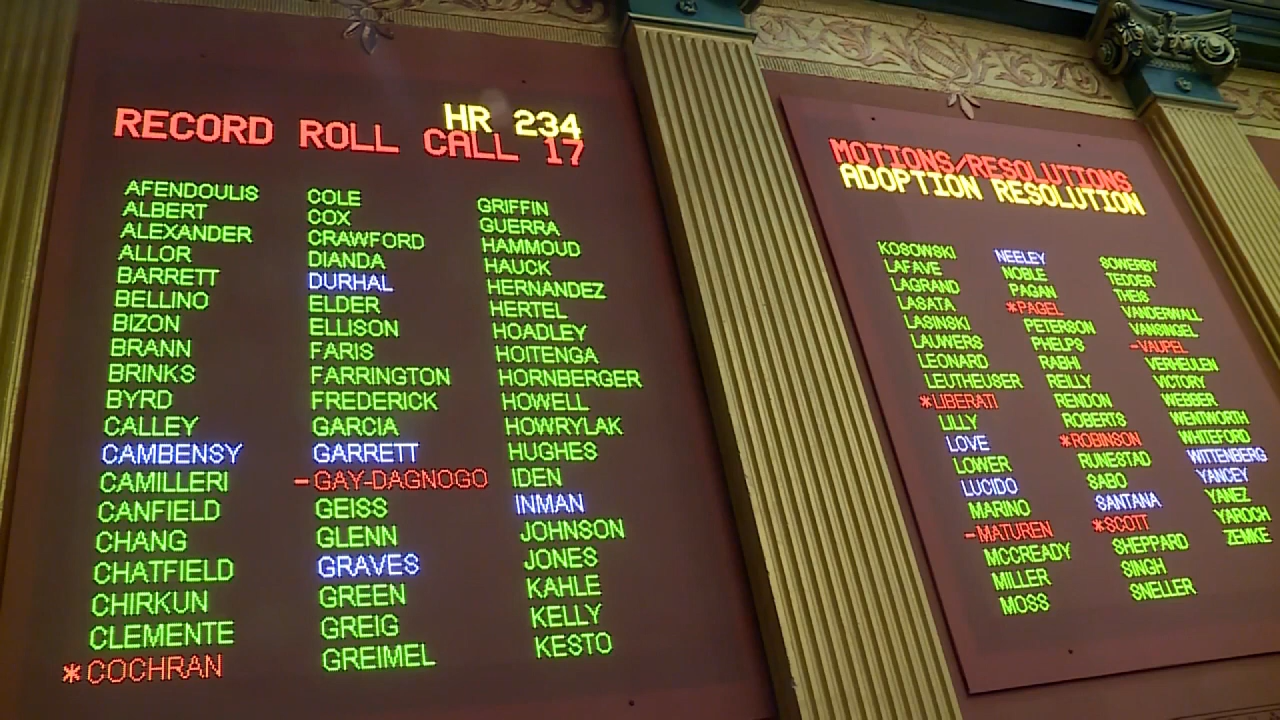 HR 234
RECORD ROLL CALL 17
AFENDOULIS
ALBERT
ALEXANDER
ALLOR
BARRETT
BELLINO
BIZON
BRANN
BRINKS
BYRD
CALLEY
CAMBENSY
CAMILLERI
CANFIELD
CHANG
CHATFIELD
CHIRKUN
CLEMENTE
*COCHRAN
COLE
COX
CRAWFORD
DIANDA
DURHAL
ELDER
ELLISON
FARIS
FARRINGTON
FREDERICK
GARCIA
GARRETT
-GAY-DAGNOGO
GEISS
GLENN
GRAVES
GREEN
GREIG
GREIMEL
GRIFFIN
GUERRA
HAMMOUD
HAUCK
HERNANDEZ
HERTEL
HOADLEY
HOITENGA
HORNBERGER
HOWELL
HOWRYLAK
HUGHES
IDEN
INMAN
JOHNSON
JONES
KAHLE
KELLY
KESTO
MOTIONS/RESOLUTIONS
ADOPTION RESOLUTION
KOSOWSKI
LAFAVE
LAGRAND
LASATA
LASINSKI
LAUWERS
LEONARD
LEUTHEUSER
*LIBERATI
LILLY
LOVE
LOWER
LUCIDO
MARINO
-MATUREN
MCCREADY
MILLER
MOSS
NEELEY
NOBLE
PAGAN
*PAGEL
PETERSON
PHELPS
RABHI
REILLY
RENDON
ROBERTS
*ROBINSON
RUNESTAD
SABO
SANTANA
*SCOTT
SHEPPARD
SINGH
SNELLER
SOWERBY
TEDDER
THEIS
VANDERWALL
VANSINGEL
-VAUPEL
VERHEULEN
VICTORY
WEBBER
WENTWORTH
WHITEFORD
WITTENBERG
YANCEY
YANEZ
YAROCH
ZEMKE